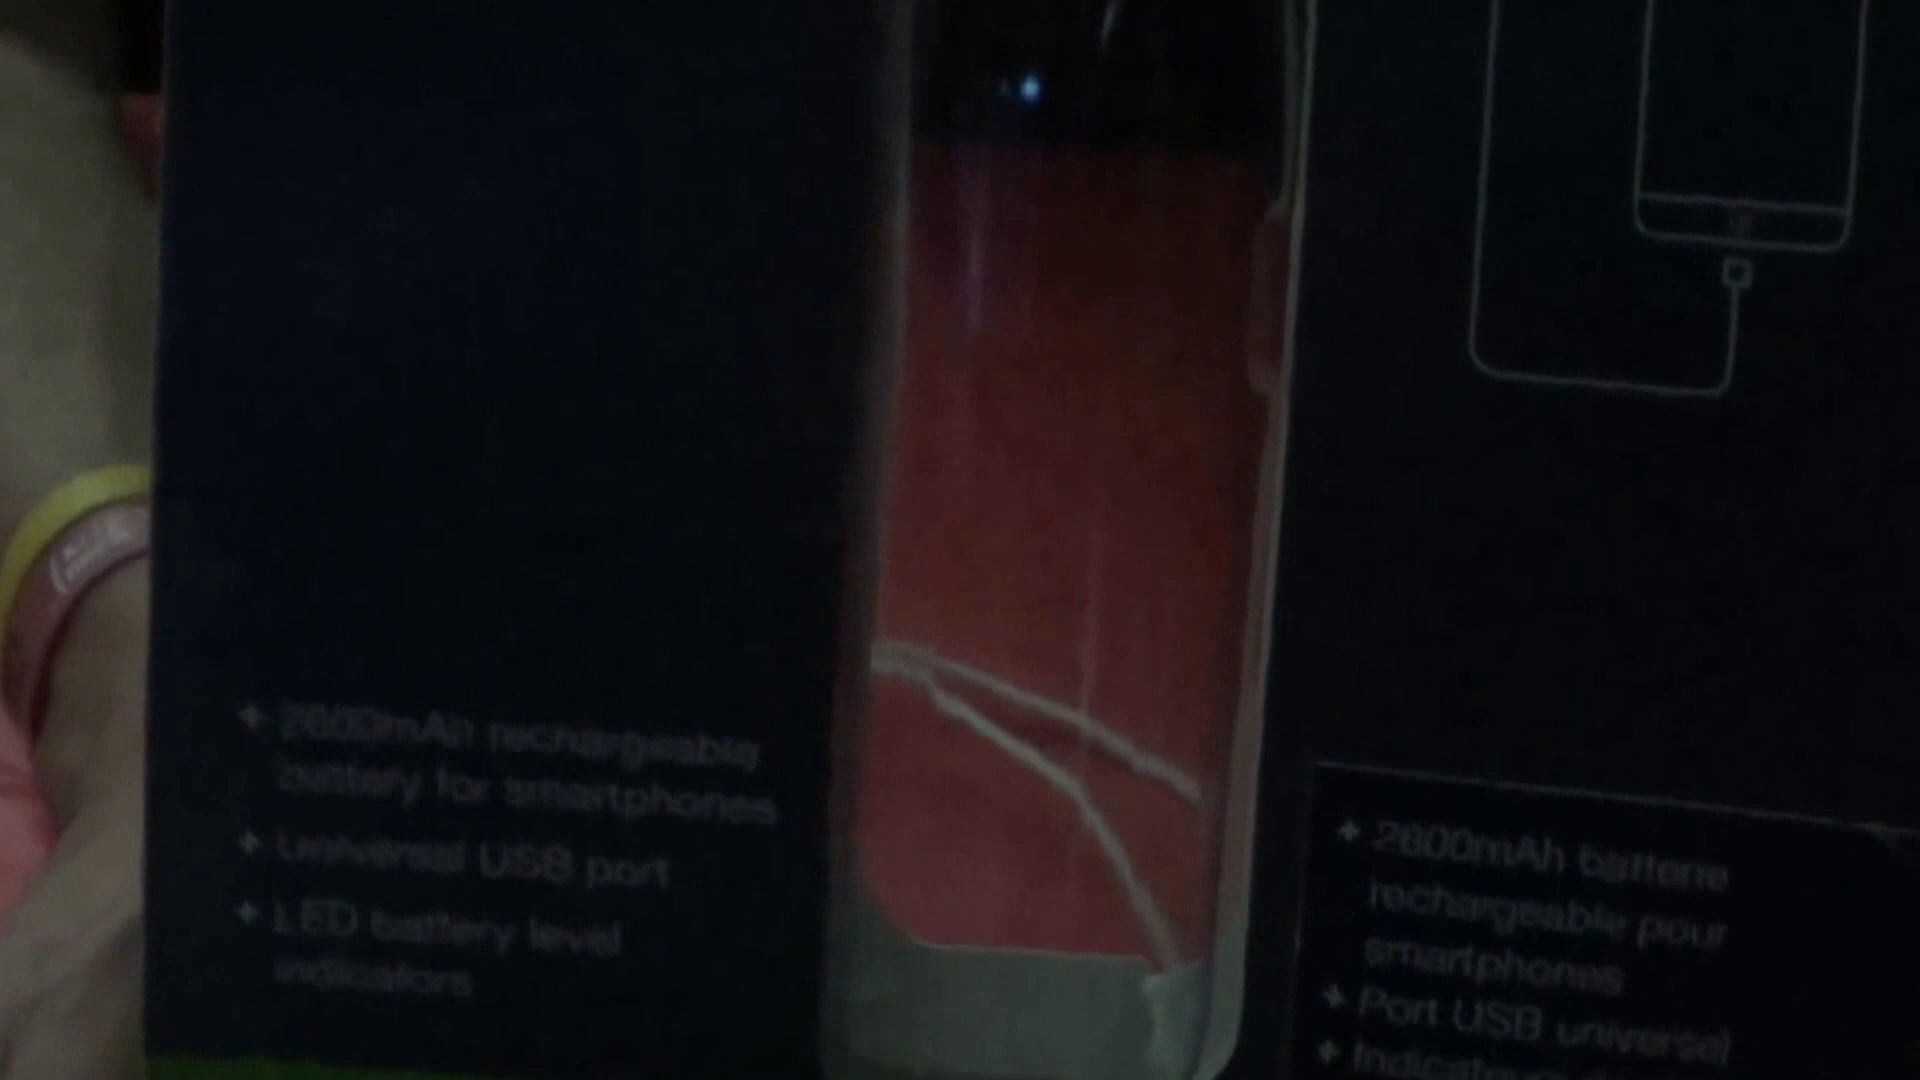 2600mAh rechargeable
battery for smartphones
Universal USB port
LED battery level
indicators
2600mAh batterie
rechargeable pour
smartphones
Port USB universel